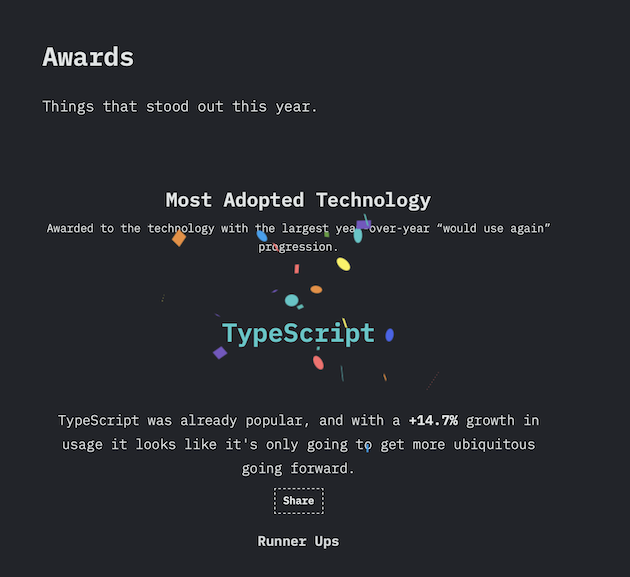 Awards
Things that stood out this year.
Most Adopted Technology
Awarded to the technology with the largest year-over-year “would use again”
progression.
TypeScript
TypeScript was already popular, and with a +14.7% growth in
usage it looks like it's only going to get more ubiquitous
going forward.
Share
Runner Ups